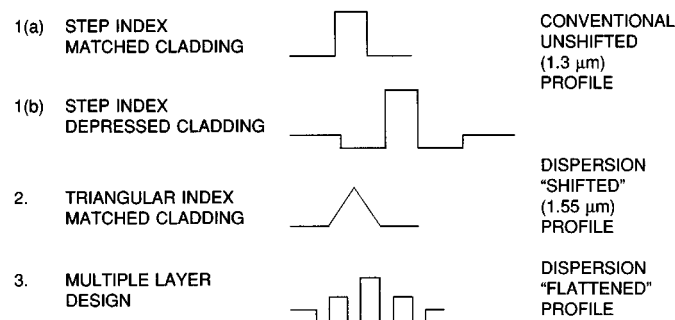 1(a) STEP INDEX
MATCHED CLADDING
CONVENTIONAL
UNSHIFTED
(1.3 μm)
PROFILE
1(b) STEP INDEX
DEPRESSED CLADDING
2. TRIANGULAR INDEX
MATCHED CLADDING
DISPERSION
"SHIFTED"
(1.55 μm)
PROFILE
3. MULTIPLE LAYER
DESIGN
DISPERSION
"FLATTENED"
PROFILE